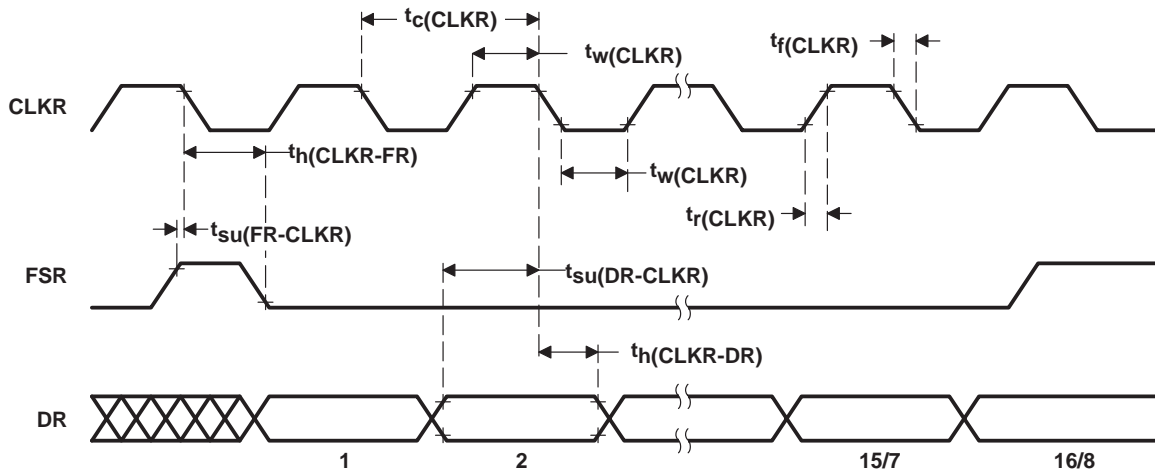 tc(CLKR)
tw(CLKR)
tf(CLKR)
CLKR
th(CLKR-FR)
tw(CLKR)
tr(CLKR)
tsu(FR-CLKR)
FSR
tsu(DR-CLKR)
th(CLKR-DR)
DR
1 2 15/7 16/8